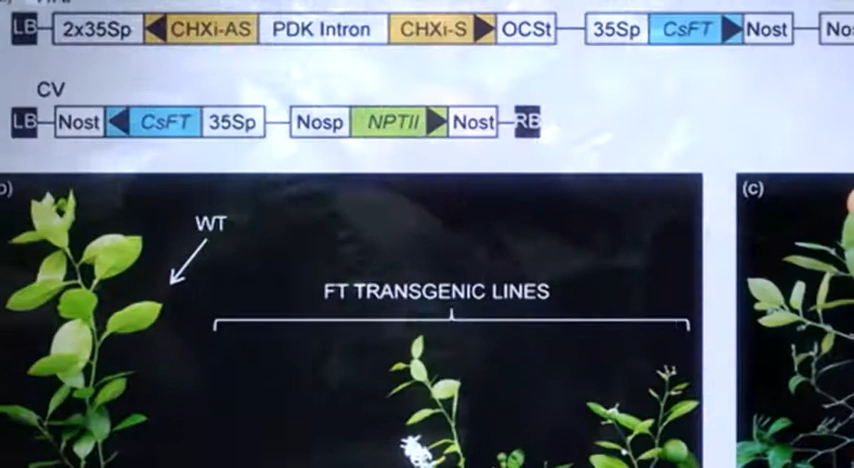 LB 2x35Sp CHXi-AS PDK Intron CHXi-S OCSt 35Sp CsFT Nost
CV
LB Nost CsFT 35Sp Nosp NPTII Nost RB
(c)
WT
FT TRANSGENIC LINES